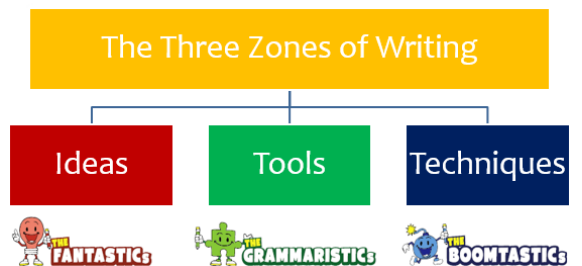 The Three Zones of Writing
Ideas
Tools
Techniques
THE FANTASTICs
THE GRAMMARISTICs
THE BOOMTASTICs